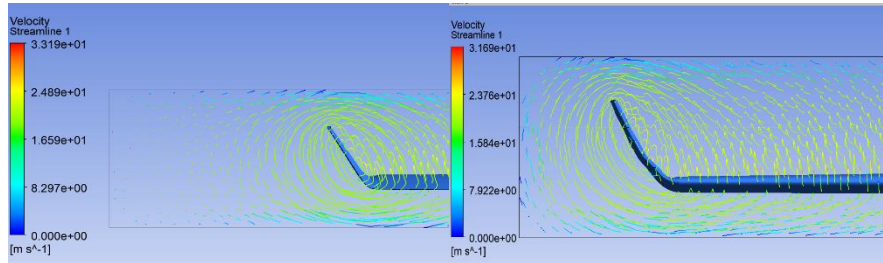 Velocity
Streamline 1
3.319e+01
2.489e+01
1.659e+01
8.297e+00
0.000e+00
[m s^-1]
Velocity
Streamline 1
3.169e+01
2.376e+01
1.584e+01
7.922e+00
0.000e+00
[m s^-1]